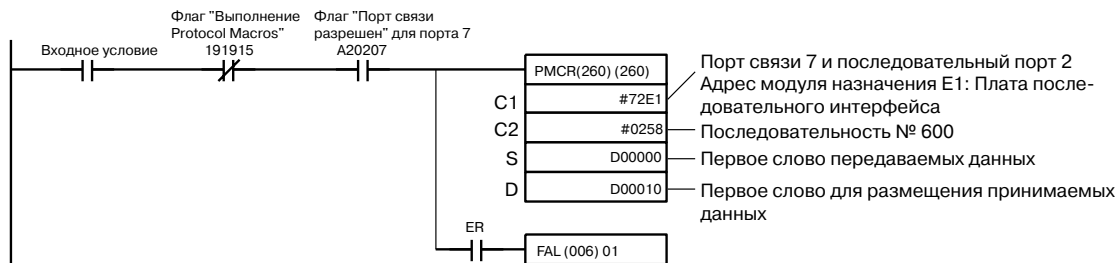 Флаг "Выполнение
Protocol Macros"
191915
Флаг "Порт связи
разрешен" для порта 7
A20207
Входное условие
PMCR(260) (260)
C1 #72E1
C2 #0258
S D00000
D D00010
Порт связи 7 и последовательный порт 2
Адрес модуля назначения E1: Плата после-
довательного интерфейса
Последовательность № 600
Первое слово передаваемых данных
Первое слово для размещения принимаемых
данных
ER
FAL (006) 01